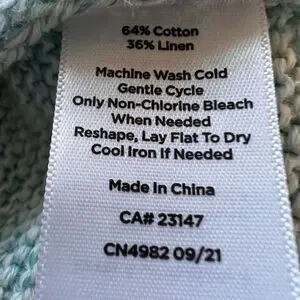 64% Cotton
36% Linen
Machine Wash Cold
Gentle Cycle
Only Non-Chlorine Bleach
When Needed
Reshape, Lay Flat To Dry
Cool Iron If Needed
Made In China
CA# 23147
CN4982 09/21